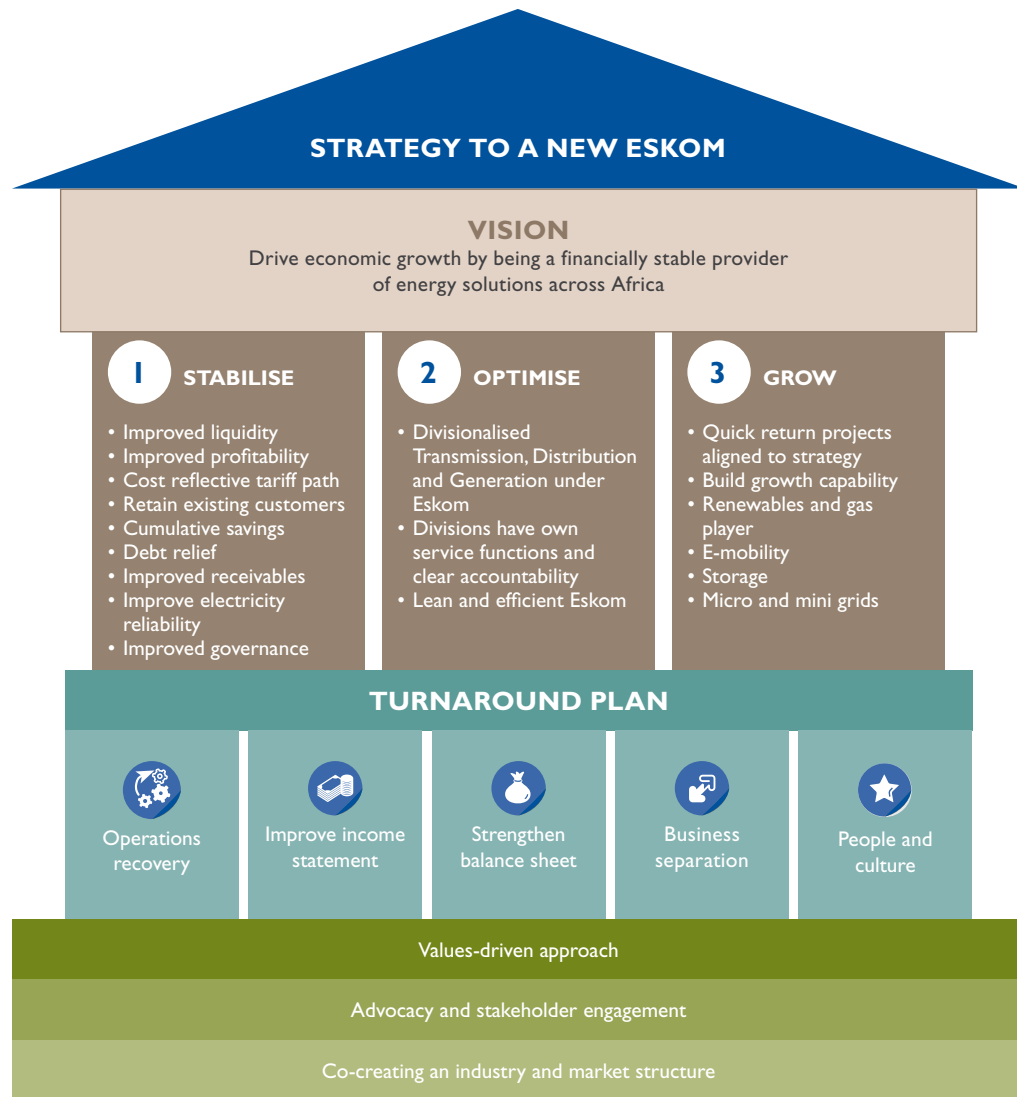 STRATEGY TO A NEW ESKOM
VISION
Drive economic growth by being a financially stable provider
of energy solutions across Africa
1 STABILISE
• Improved liquidity
• Improved profitability
• Cost reflective tariff path
• Retain existing customers
• Cumulative savings
• Debt relief
• Improved receivables
• Improve electricity
reliability
• Improved governance
2 OPTIMISE
• Divisionalised
Transmission, Distribution
and Generation under
Eskom
• Divisions have own
service functions and
clear accountability
• Lean and efficient Eskom
3 GROW
• Quick return projects
aligned to strategy
• Build growth capability
• Renewables and gas
player
• E-mobility
• Storage
• Micro and mini grids
TURNAROUND PLAN
Operations
recovery
Improve income
statement
Strengthen
balance sheet
Business
separation
People and
culture
Values-driven approach
Advocacy and stakeholder engagement
Co-creating an industry and market structure